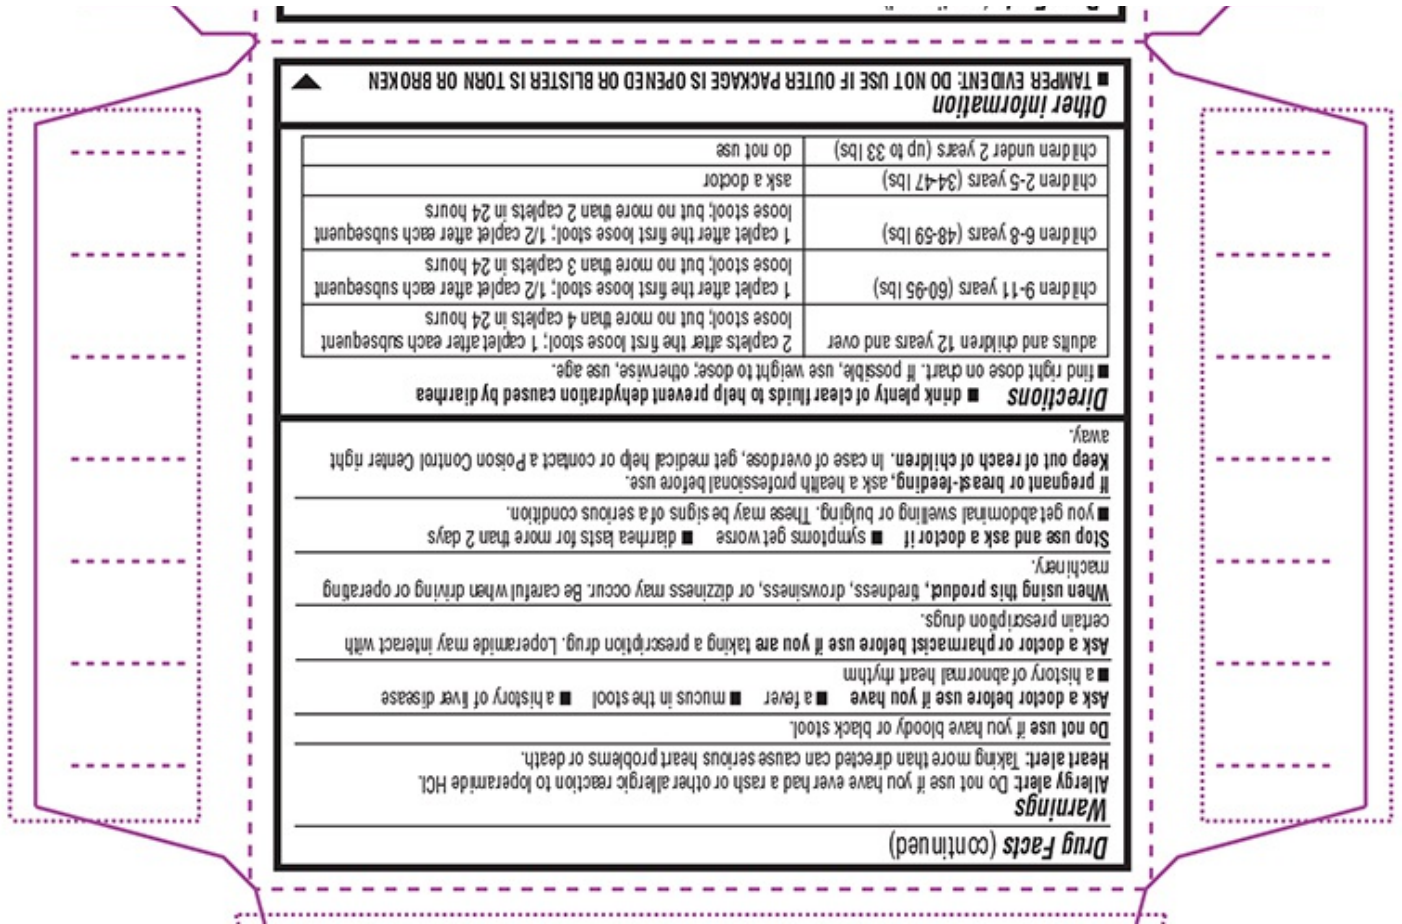 Drug Facts (continued)
Warnings
Allergy alert: Do not use if you have ever had a rash or other allergic reaction to loperamide HCl.
Heart alert: Taking more than directed can cause serious heart problems or death.
Do not use if you have bloody or black stool.
Ask a doctor before use if you have ■ a fever ■ mucus in the stool ■ a history of liver disease
■ a history of abnormal heart rhythm
Ask a doctor or pharmacist before use if you are taking a prescription drug. Loperamide may interact with
certain prescription drugs.
When using this product, tiredness, drowsiness, or dizziness may occur. Be careful when driving or operating
machinery.
Stop use and ask a doctor if ■ symptoms get worse ■ diarrhea lasts for more than 2 days
■ you get abdominal swelling or bulging. These may be signs of a serious condition.
If pregnant or breast-feeding, ask a health professional before use.
Keep out of reach of children. In case of overdose, get medical help or contact a Poison Control Center right
away.
Directions ■ drink plenty of clear fluids to help prevent dehydration caused by diarrhea
■ find right dose on chart. If possible, use weight to dose; otherwise, use age.
adults and children 12 years and over
2 caplets after the first loose stool; 1 caplet after each subsequent
loose stool; but no more than 4 caplets in 24 hours
children 9-11 years (60-95 lbs)
1 caplet after the first loose stool; 1/2 caplet after each subsequent
loose stool; but no more than 3 caplets in 24 hours
children 6-8 years (48-59 lbs)
1 caplet after the first loose stool; 1/2 caplet after each subsequent
loose stool; but no more than 2 caplets in 24 hours
children 2-5 years (34-47 lbs)
ask a doctor
children under 2 years (up to 33 lbs)
do not use
Other information
■ TAMPER EVIDENT: DO NOT USE IF OUTER PACKAGE IS OPENED OR BLISTER IS TORN OR BROKEN